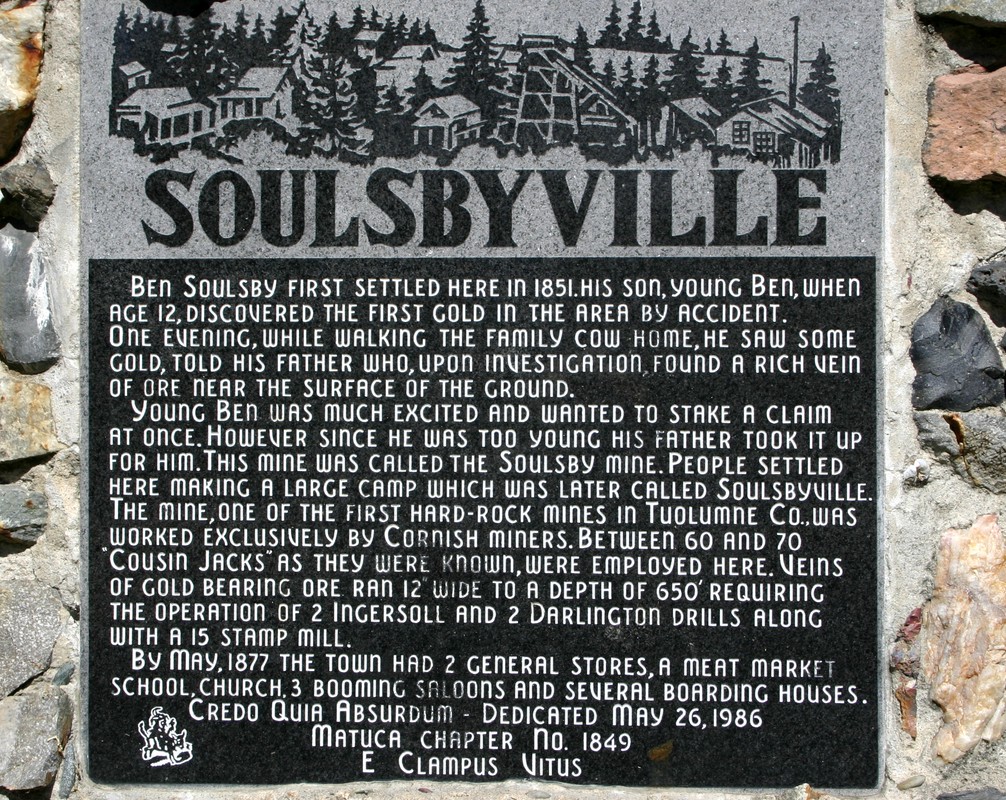 SOULSBYVILLE
BEN SOULSBY FIRST SETTLED HERE IN 1851. HIS SON, YOUNG BEN, WHEN
AGE 12, DISCOVERED THE FIRST GOLD IN THE AREA BY ACCIDENT.
ONE EVENING, WHILE WALKING THE FAMILY COW HOME, HE SAW SOME
GOLD, TOLD HIS FATHER WHO, UPON INVESTIGATION, FOUND A RICH VEIN
OF ORE NEAR THE SURFACE OF THE GROUND.
YOUNG BEN WAS MUCH EXCITED AND WANTED TO STAKE A CLAIM
AT ONCE. HOWEVER SINCE HE WAS TOO YOUNG HIS FATHER TOOK IT UP
FOR HIM. THIS MINE WAS CALLED THE SOULSBY MINE. PEOPLE SETTLED
HERE MAKING A LARGE CAMP WHICH WAS LATER CALLED SOULSBYVILLE.
THE MINE, ONE OF THE FIRST HARD-ROCK MINES IN TUOLUMNE CO., WAS
WORKED EXCLUSIVELY BY CORNISH MINERS. BETWEEN 60 AND 70
"COUSIN JACKS" AS THEY WERE KNOWN, WERE EMPLOYED HERE. VEINS
OF GOLD BEARING ORE RAN 12" WIDE TO A DEPTH OF 650' REQUIRING
THE OPERATION OF 2 INGERSOLL AND 2 DARLINGTON DRILLS ALONG
WITH A 15 STAMP MILL.
BY MAY, 1877 THE TOWN HAD 2 GENERAL STORES, A MEAT MARKET
SCHOOL, CHURCH, 3 BOOMING SALOONS AND SEVERAL BOARDING HOUSES.
CREDO QUIA ABSURDUM - DEDICATED MAY 26, 1986
MATUCA CHAPTER NO. 1849
E CLAMPUS VITUS